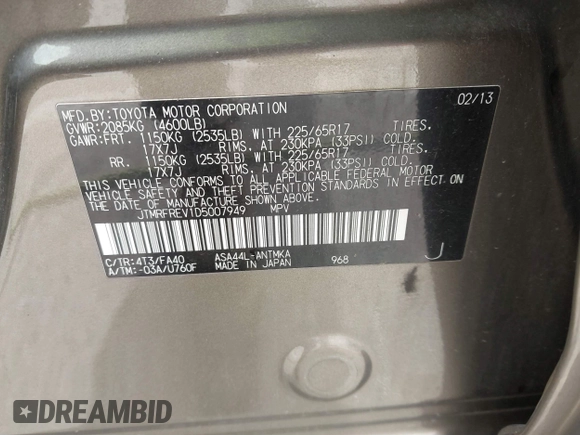 MFD.BY:TOYOTA MOTOR CORPORATION 02/13
GVWR:2085KG (4600LB)
GAWR:FRT. 1150KG (2535LB) WITH 225/65R17 TIRES.
17X7J RIMS. AT 230KPA (33PSI) COLD.
RR. 1150KG (2535LB) WITH 225/65R17 TIRES.
17X7J RIMS. AT 230KPA (33PSI) COLD.
THIS VEHICLE CONFORMS TO ALL APPLICABLE FEDERAL MOTOR
VEHICLE SAFETY AND THEFT PREVENTION STANDARDS IN EFFECT ON
THE DATE OF MANUFACTURE SHOWN ABOVE.
JTMRFREV1D5007949 MPV
C/TR:4T3/FA40 ASA44L-ANTMKA J
A/TM:-03A/U760F MADE IN JAPAN 968
DREAMBID